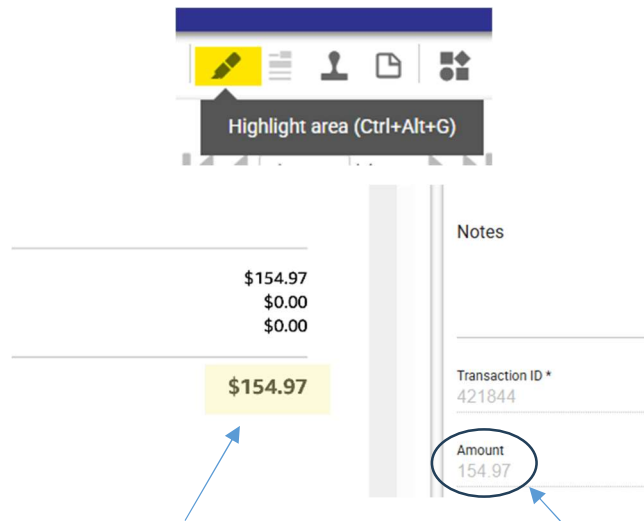 Highlight area (Ctrl+Alt+G)
$154.97
$0.00
$0.00
$154.97
Notes
Transaction ID *
421844
Amount
154.97